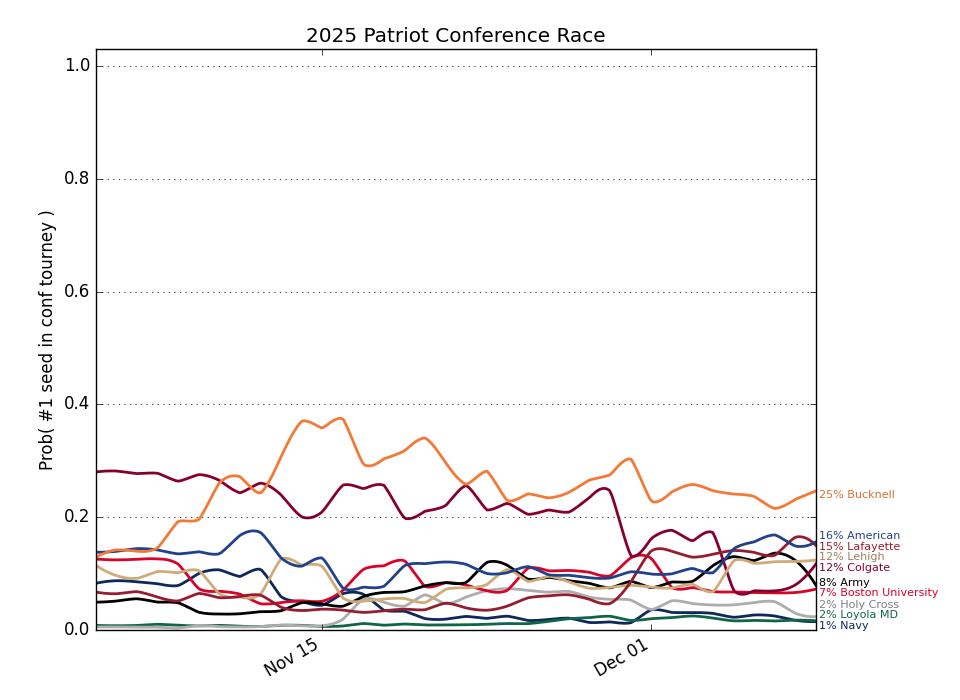 2025 Patriot Conference Race
Prob( #1 seed in conf tourney )
1.0
0.8
0.6
0.4
0.2
0.0
Nov 15
Dec 01
25% Bucknell
16% American
15% Lafayette
12% Lehigh
12% Colgate
8% Army
7% Boston University
2% Holy Cross
2% Loyola MD
1% Navy